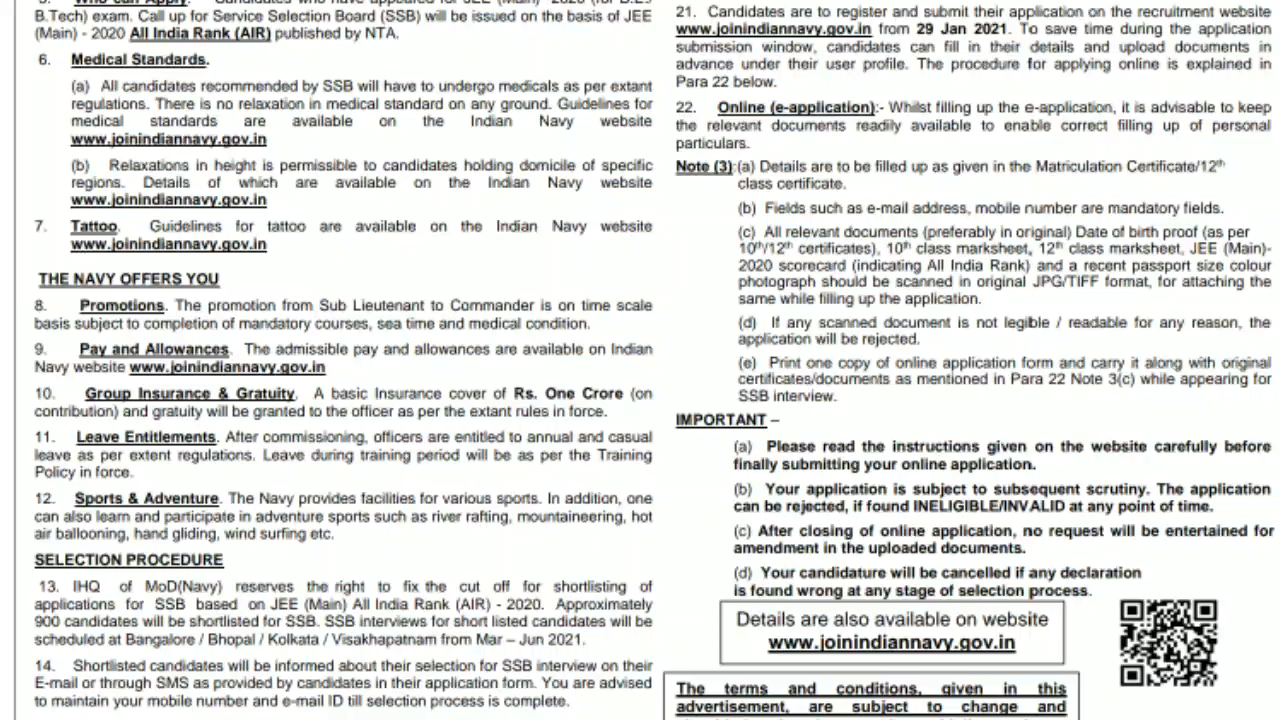 B.Tech) exam. Call up for Service Selection Board (SSB) will be issued on the basis of JEE
(Main) - 2020 All India Rank (AIR) published by NTA.
6. Medical Standards.
(a) All candidates recommended by SSB will have to undergo medicals as per extant
regulations. There is no relaxation in medical standard on any ground. Guidelines for
medical standards are available on the Indian Navy website
www.joinindiannavy.gov.in
(b) Relaxations in height is permissible to candidates holding domicile of specific
regions. Details of which are available on the Indian Navy website
www.joinindiannavy.gov.in
7. Tattoo. Guidelines for tattoo are available on the Indian Navy website
www.joinindiannavy.gov.in
THE NAVY OFFERS YOU
8. Promotions. The promotion from Sub Lieutenant to Commander is on time scale
basis subject to completion of mandatory courses, sea time and medical condition.
9. Pay and Allowances. The admissible pay and allowances are available on Indian
Navy website www.joinindiannavy.gov.in
10. Group Insurance & Gratuity. A basic Insurance cover of Rs. One Crore (on
contribution) and gratuity will be granted to the officer as per the extant rules in force.
11. Leave Entitlements. After commissioning, officers are entitled to annual and casual
leave as per extent regulations. Leave during training period will be as per the Training
Policy in force.
12. Sports & Adventure. The Navy provides facilities for various sports. In addition, one
can also learn and participate in adventure sports such as river rafting, mountaineering, hot
air ballooning, hand gliding, wind surfing etc.
SELECTION PROCEDURE
13. IHQ of MoD(Navy) reserves the right to fix the cut off for shortlisting of
applications for SSB based on JEE (Main) All India Rank (AIR) - 2020. Approximately
900 candidates will be shortlisted for SSB. SSB interviews for short listed candidates will be
scheduled at Bangalore / Bhopal / Kolkata / Visakhapatnam from Mar – Jun 2021.
14. Shortlisted candidates will be informed about their selection for SSB interview on their
E-mail or through SMS as provided by candidates in their application form. You are advised
to maintain your mobile number and e-mail ID till selection process is complete.
21. Candidates are to register and submit their application on the recruitment website
www.joinindiannavy.gov.in from 29 Jan 2021. To save time during the application
submission window, candidates can fill in their details and upload documents in
advance under their user profile. The procedure for applying online is explained in
Para 22 below.
22. Online (e-application):- Whilst filling up the e-application, it is advisable to keep
the relevant documents readily available to enable correct filling up of personal
particulars.
Note (3):(a) Details are to be filled up as given in the Matriculation Certificate/12th
class certificate.
(b) Fields such as e-mail address, mobile number are mandatory fields.
(c) All relevant documents (preferably in original) Date of birth proof (as per
10th/12th certificates), 10th class marksheet, 12th class marksheet, JEE (Main)-
2020 scorecard (indicating All India Rank) and a recent passport size colour
photograph should be scanned in original JPG/TIFF format, for attaching the
same while filling up the application.
(d) If any scanned document is not legible / readable for any reason, the
application will be rejected.
(e) Print one copy of online application form and carry it along with original
certificates/documents as mentioned in Para 22 Note 3(c) while appearing for
SSB interview.
IMPORTANT –
(a) Please read the instructions given on the website carefully before
finally submitting your online application.
(b) Your application is subject to subsequent scrutiny. The application
can be rejected, if found INELIGIBLE/INVALID at any point of time.
(c) After closing of online application, no request will be entertained for
amendment in the uploaded documents.
(d) Your candidature will be cancelled if any declaration
is found wrong at any stage of selection process.
Details are also available on website
www.joinindiannavy.gov.in
The terms and conditions, given in this
advertisement, are subject to change and